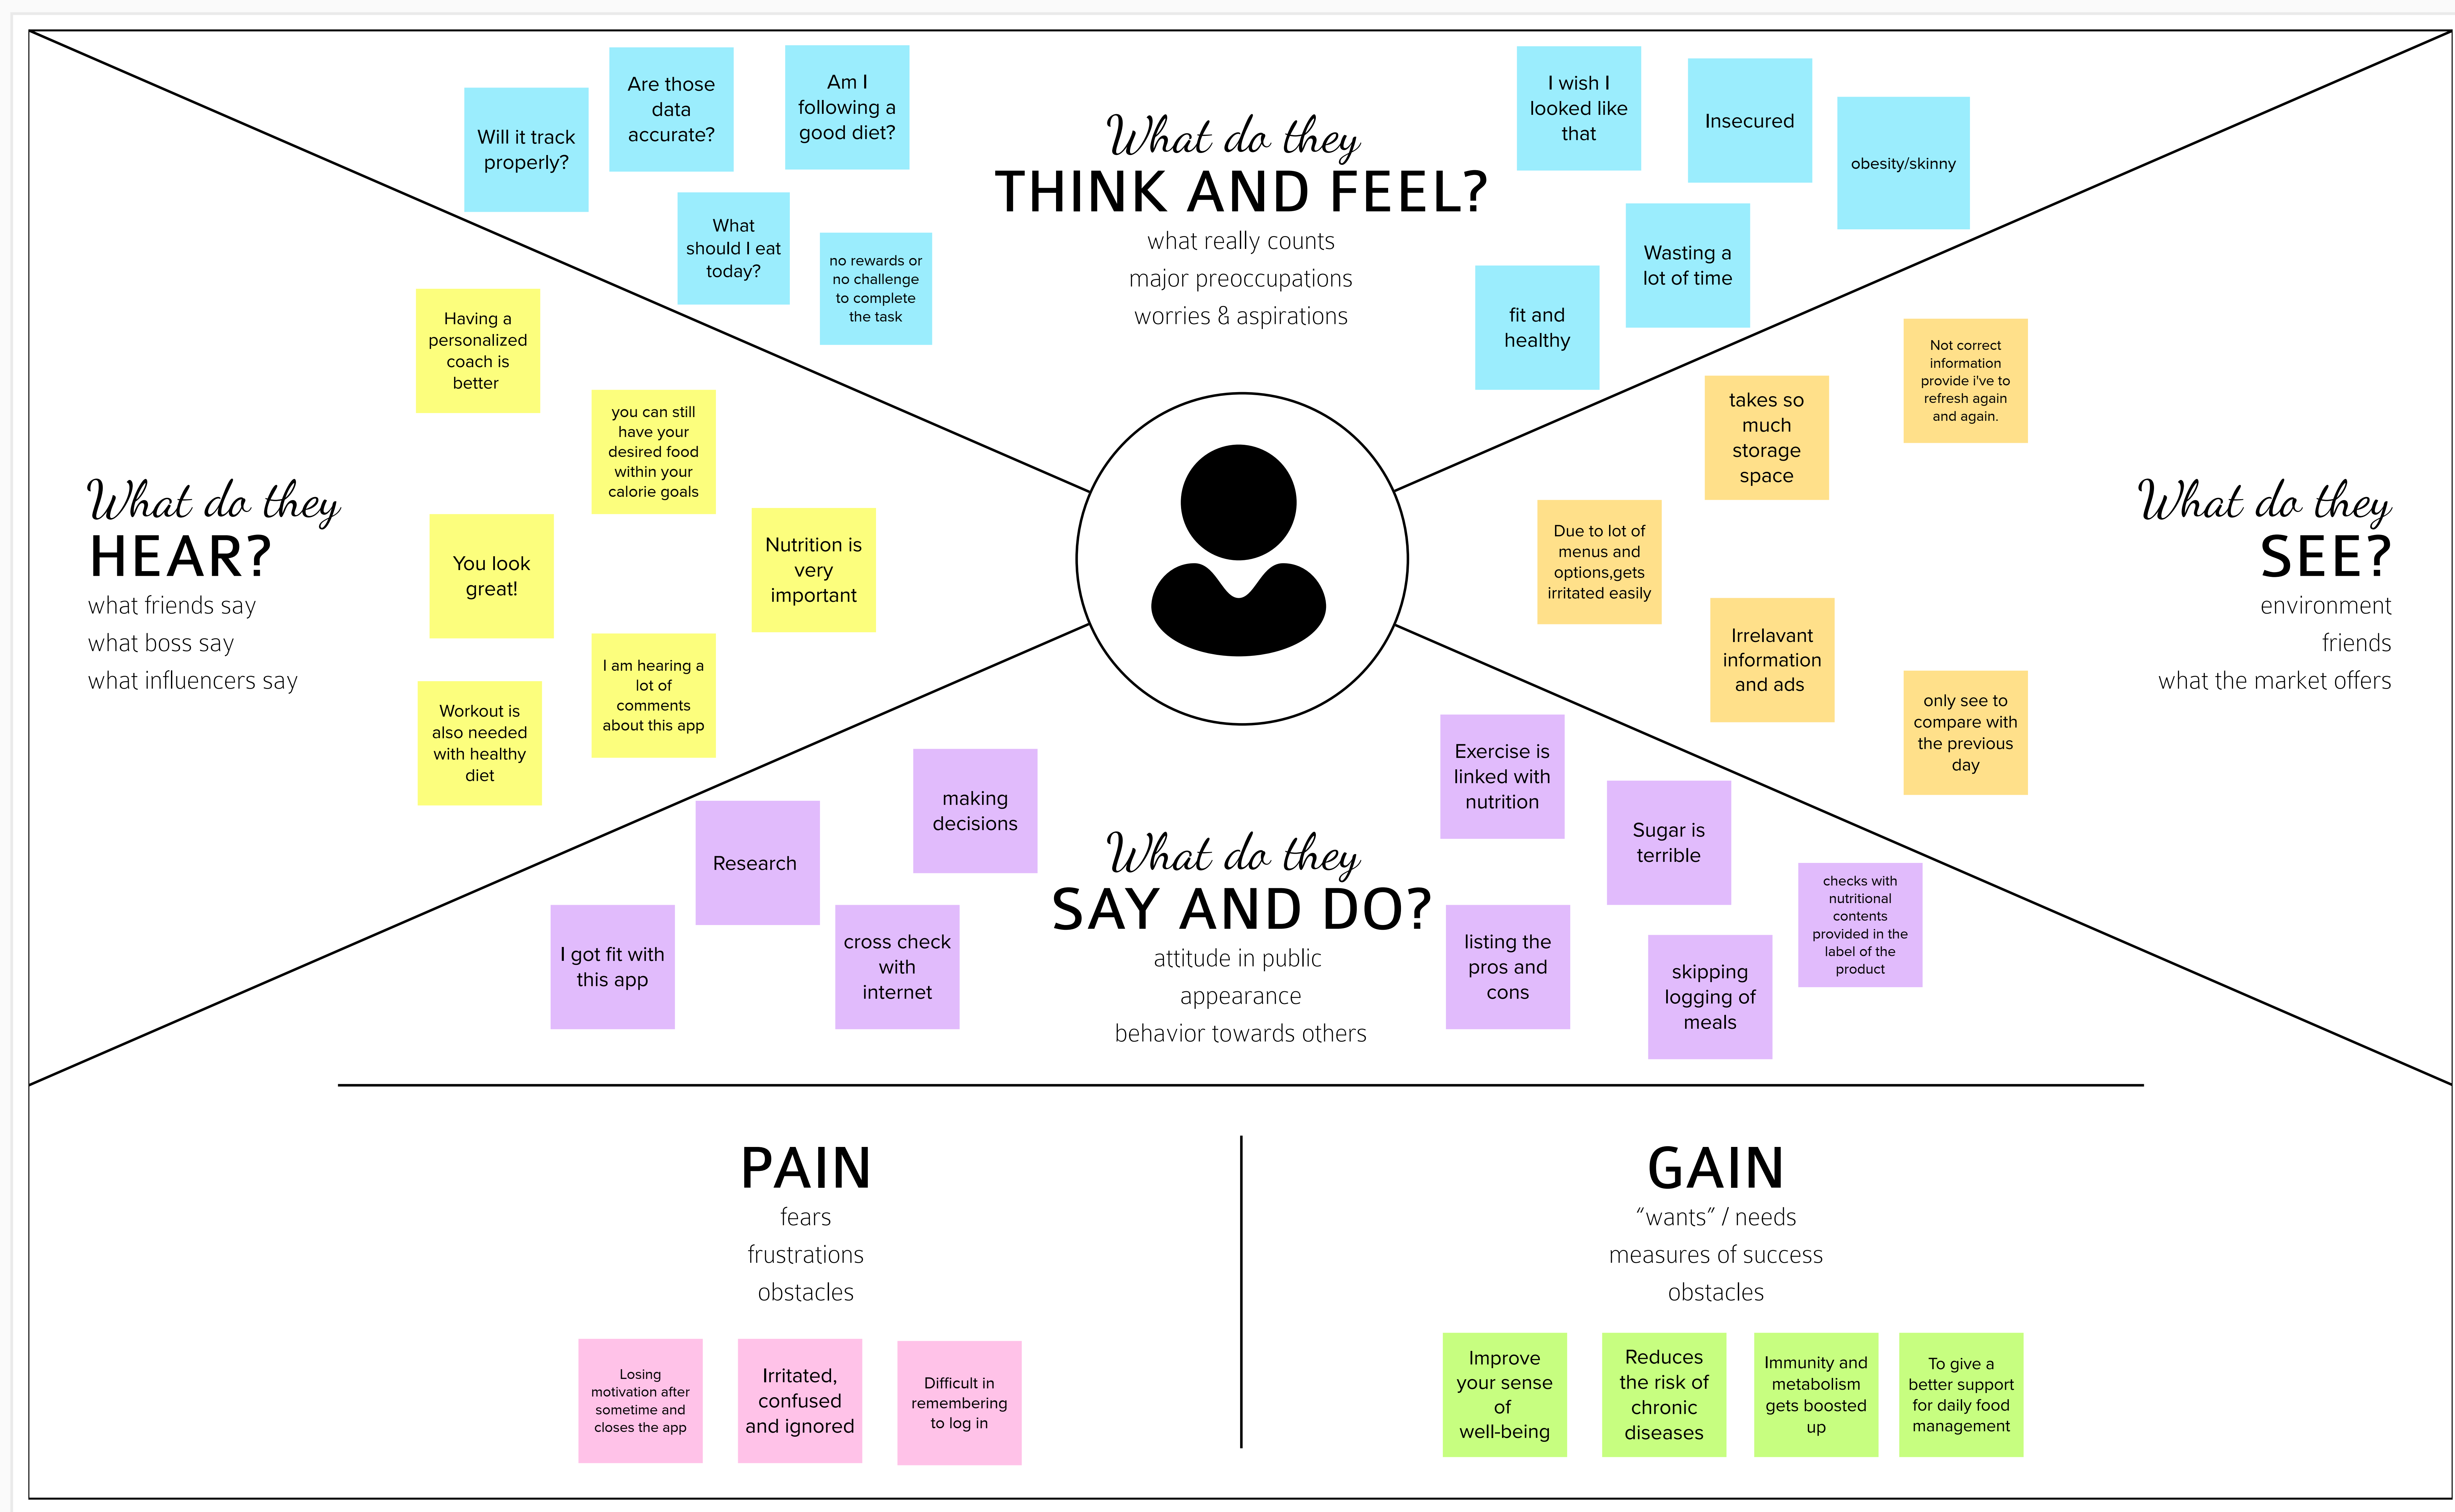 Will it track
properly?
Are those
data
accurate?
Am I
following a
good diet?
What
should I eat
today?
no rewards or
no challenge
to complete
the task
What do they
THINK AND FEEL?
what really counts
major preoccupations
worries & aspirations
I wish I
looked like
that
Insecured
obesity/skinny
Wasting a
lot of time
fit and
healthy
What do they
HEAR?
what friends say
what boss say
what influencers say
Having a
personalized
coach is
better
you can still
have your
desired food
within your
calorie goals
You look
great!
Nutrition is
very
important
I am hearing a
lot of
comments
about this app
Workout is
also needed
with healthy
diet
Not correct
information
provide i've to
refresh again
and again.
takes so
much
storage
space
Due to lot of
menus and
options,gets
irritated easily
Irrelavant
information
and ads
only see to
compare with
the previous
day
What do they
SEE?
environment
friends
what the market offers
making
decisions
Research
I got fit with
this app
cross check
with
internet
What do they
SAY AND DO?
attitude in public
appearance
behavior towards others
Exercise is
linked with
nutrition
Sugar is
terrible
checks with
nutritional
contents
provided in the
label of the
product
listing the
pros and
cons
skipping
logging of
meals
PAIN
fears
frustrations
obstacles
Losing
motivation after
sometime and
closes the app
Irritated,
confused
and ignored
Difficult in
remembering
to log in
GAIN
“wants” / needs
measures of success
obstacles
Improve
your sense
of
well-being
Reduces
the risk of
chronic
diseases
Immunity and
metabolism
gets boosted
up
To give a
better support
for daily food
management